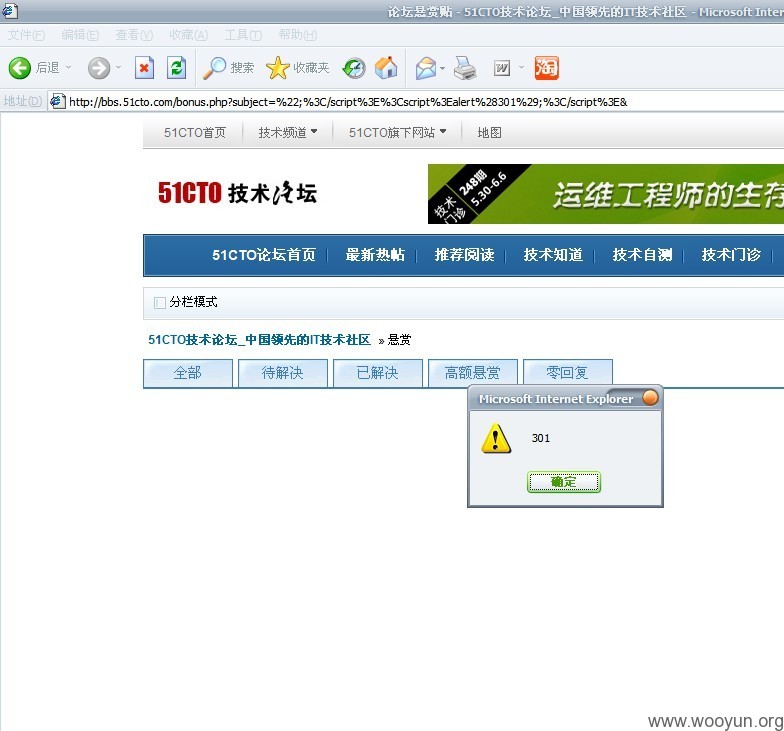 论坛悬赏贴 - 51CTO技术论坛_中国领先的IT技术社区 - Microsoft Inter
文件(F) 编辑(E) 查看(V) 收藏(A) 工具(T) 帮助(H)
后退 搜索 收藏夹 W 淘
地址(D) http://bbs.51cto.com/bonus.php?subject=%22;%3C/script%3E%3Cscript%3Ealert%28301%29;%3C/script%3E&
51CTO首页 技术频道 51CTO旗下网站 地图
51CTO 技术论坛
技术门诊 248期 5.30-6.6
运维工程师的生存
51CTO论坛首页 最新热帖 推荐阅读 技术知道 技术自测 技术门诊
分栏模式
51CTO技术论坛_中国领先的IT技术社区 » 悬赏
全部 待解决 已解决 高额悬赏 零回复
Microsoft Internet Explorer
301
确定
www.wooyun.org